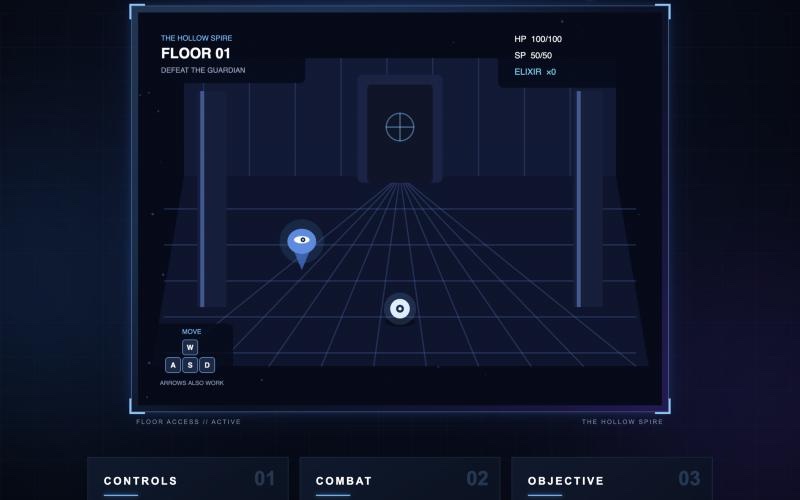 THE HOLLOW SPIRE
FLOOR 01
DEFEAT THE GUARDIAN
HP 100/100
SP 50/50
ELIXIR x0
MOVE
W
A S D
ARROWS ALSO WORK
FLOOR ACCESS // ACTIVE
THE HOLLOW SPIRE
CONTROLS 01
COMBAT 02
OBJECTIVE 03